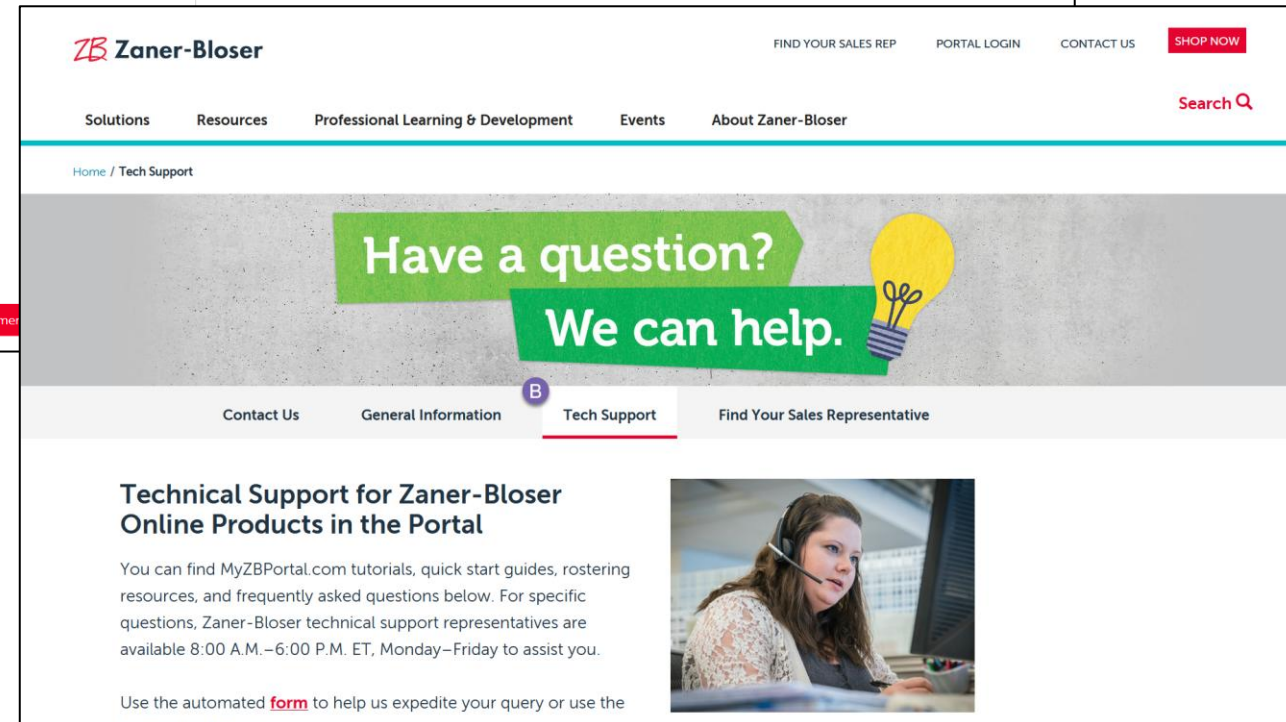 ZB Zaner-Bloser
FIND YOUR SALES REP PORTAL LOGIN CONTACT US SHOP NOW
Search
Solutions Resources Professional Learning & Development Events About Zaner-Bloser
Home / Tech Support
Have a question?
We can help.
B
Contact Us General Information Tech Support Find Your Sales Representative
Technical Support for Zaner-Bloser
Online Products in the Portal
You can find MyZBPortal.com tutorials, quick start guides, rostering
resources, and frequently asked questions below. For specific
questions, Zaner-Bloser technical support representatives are
available 8:00 A.M.–6:00 P.M. ET, Monday–Friday to assist you.
Use the automated form to help us expedite your query or use the